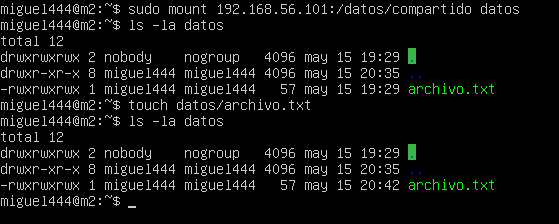 miguel444@m2:~$ sudo mount 192.168.56.101:/datos/compartido datos
miguel444@m2:~$ ls -la datos
total 12
drwxrwxrwx 2 nobody nogroup 4096 may 15 19:29 .
drwxr-xr-x 8 miguel444 miguel444 4096 may 15 20:35 ..
-rwxrwxrwx 1 miguel444 miguel444 57 may 15 19:29 archivo.txt
miguel444@m2:~$ touch datos/archivo.txt
miguel444@m2:~$ ls -la datos
total 12
drwxrwxrwx 2 nobody nogroup 4096 may 15 19:29 .
drwxr-xr-x 8 miguel444 miguel444 4096 may 15 20:35 ..
-rwxrwxrwx 1 miguel444 miguel444 57 may 15 20:42 archivo.txt
miguel444@m2:~$ _